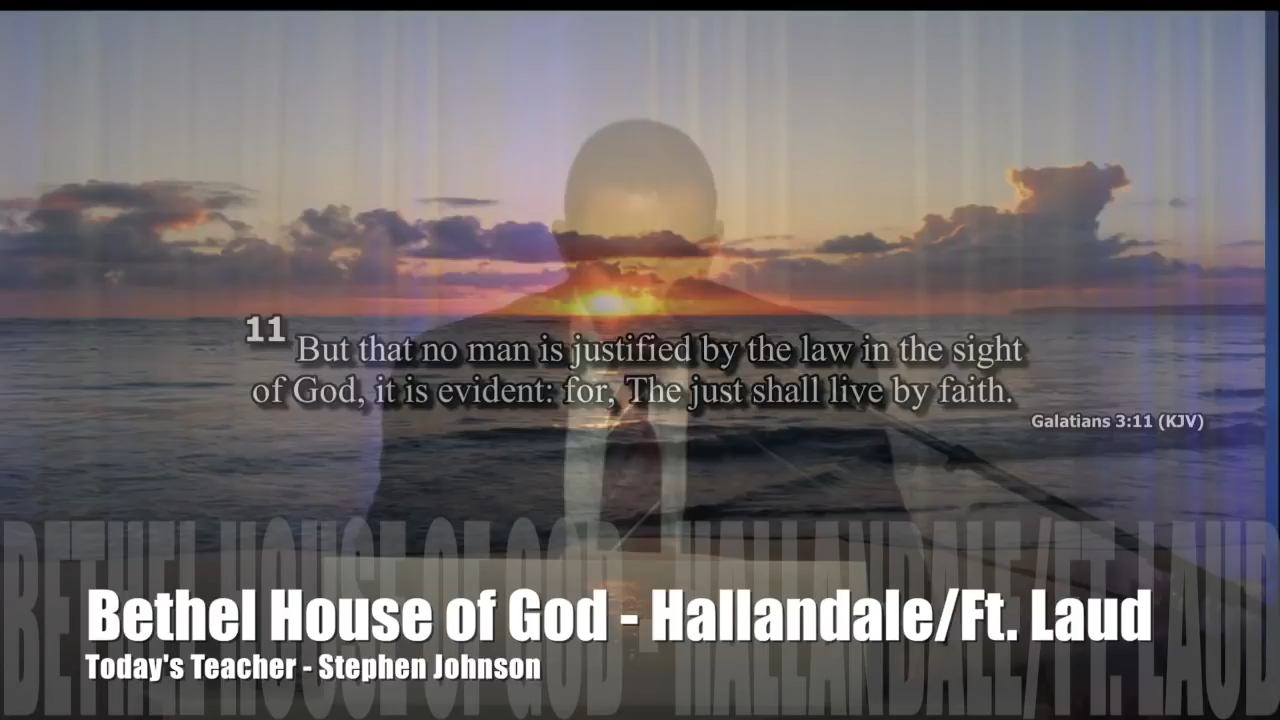 11 But that no man is justified by the law in the sight
of God, it is evident: for, The just shall live by faith.
Galatians 3:11 (KJV)
BETHEL HOUSE OF GOD - HALLANDALE/FT. LAUD
Bethel House of God - Hallandale/Ft. Laud
Today's Teacher - Stephen Johnson